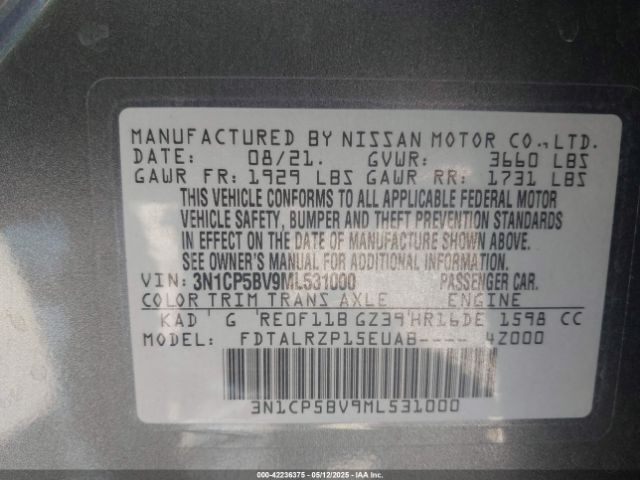 MANUFACTURED BY NISSAN MOTOR CO., LTD.
DATE: 08/21. GVWR: 3660 LBS
GAWR FR: 1929 LBS GAWR RR: 1731 LBS
THIS VEHICLE CONFORMS TO ALL APPLICABLE FEDERAL MOTOR
VEHICLE SAFETY, BUMPER AND THEFT PREVENTION STANDARDS
IN EFFECT ON THE DATE OF MANUFACTURE SHOWN ABOVE.
SEE OWNER'S MANUAL FOR ADDITIONAL INFORMATION.
VIN: 3N1CP5BV9ML531000 PASSENGER CAR.
COLOR TRIM TRANS AXLE ENGINE
KAD G RE0F11B GZ39 HR16DE 1598 CC
MODEL: FDTALRZP15EUAB---- 4Z000
3N1CP5BV9ML531000
000-42236375 - 05/12/2025 - IAAI.COM